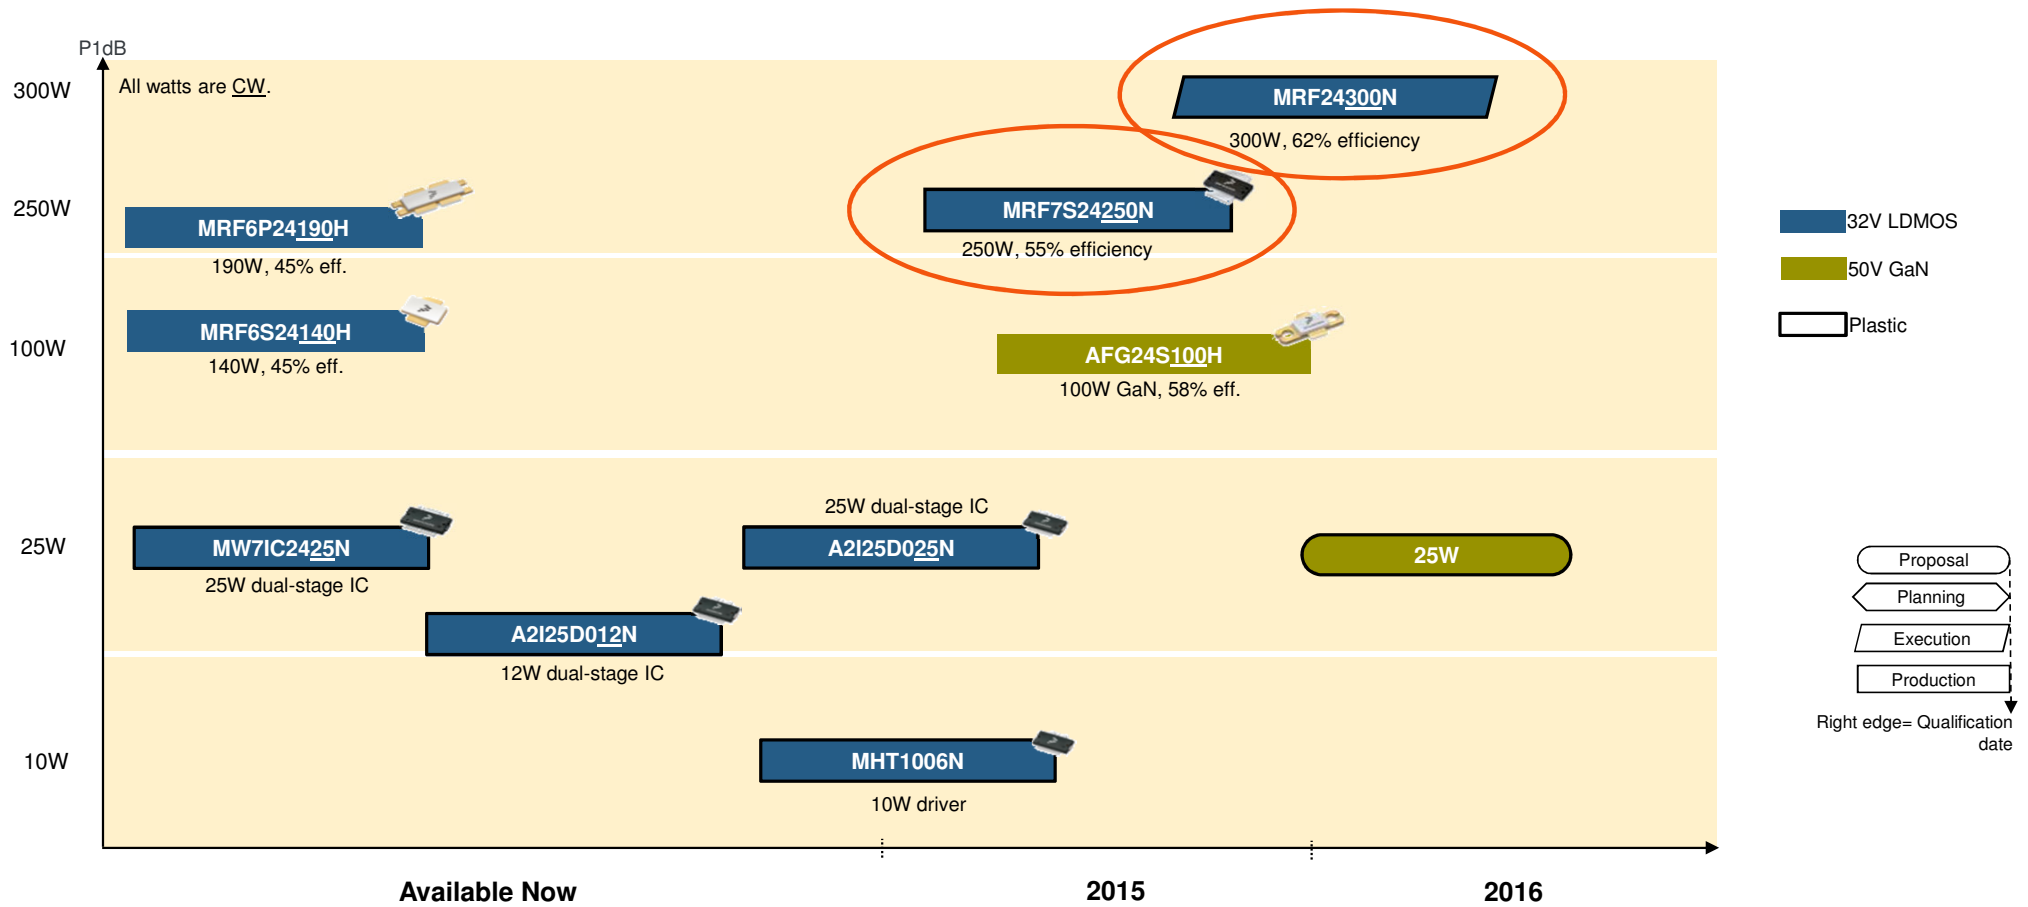 P1dB
300W
All watts are CW.
MRF24300N
300W, 62% efficiency
250W
MRF6P24190H
190W, 45% eff.
MRF7S24250N
250W, 55% efficiency
32V LDMOS
50V GaN
Plastic
100W
MRF6S24140H
140W, 45% eff.
AFG24S100H
100W GaN, 58% eff.
25W
MW7IC2425N
25W dual-stage IC
A2I25D012N
12W dual-stage IC
25W dual-stage IC
A2I25D025N
25W
Proposal
Planning
Execution
Production
Right edge= Qualification
date
10W
MHT1006N
10W driver
Available Now
2015
2016